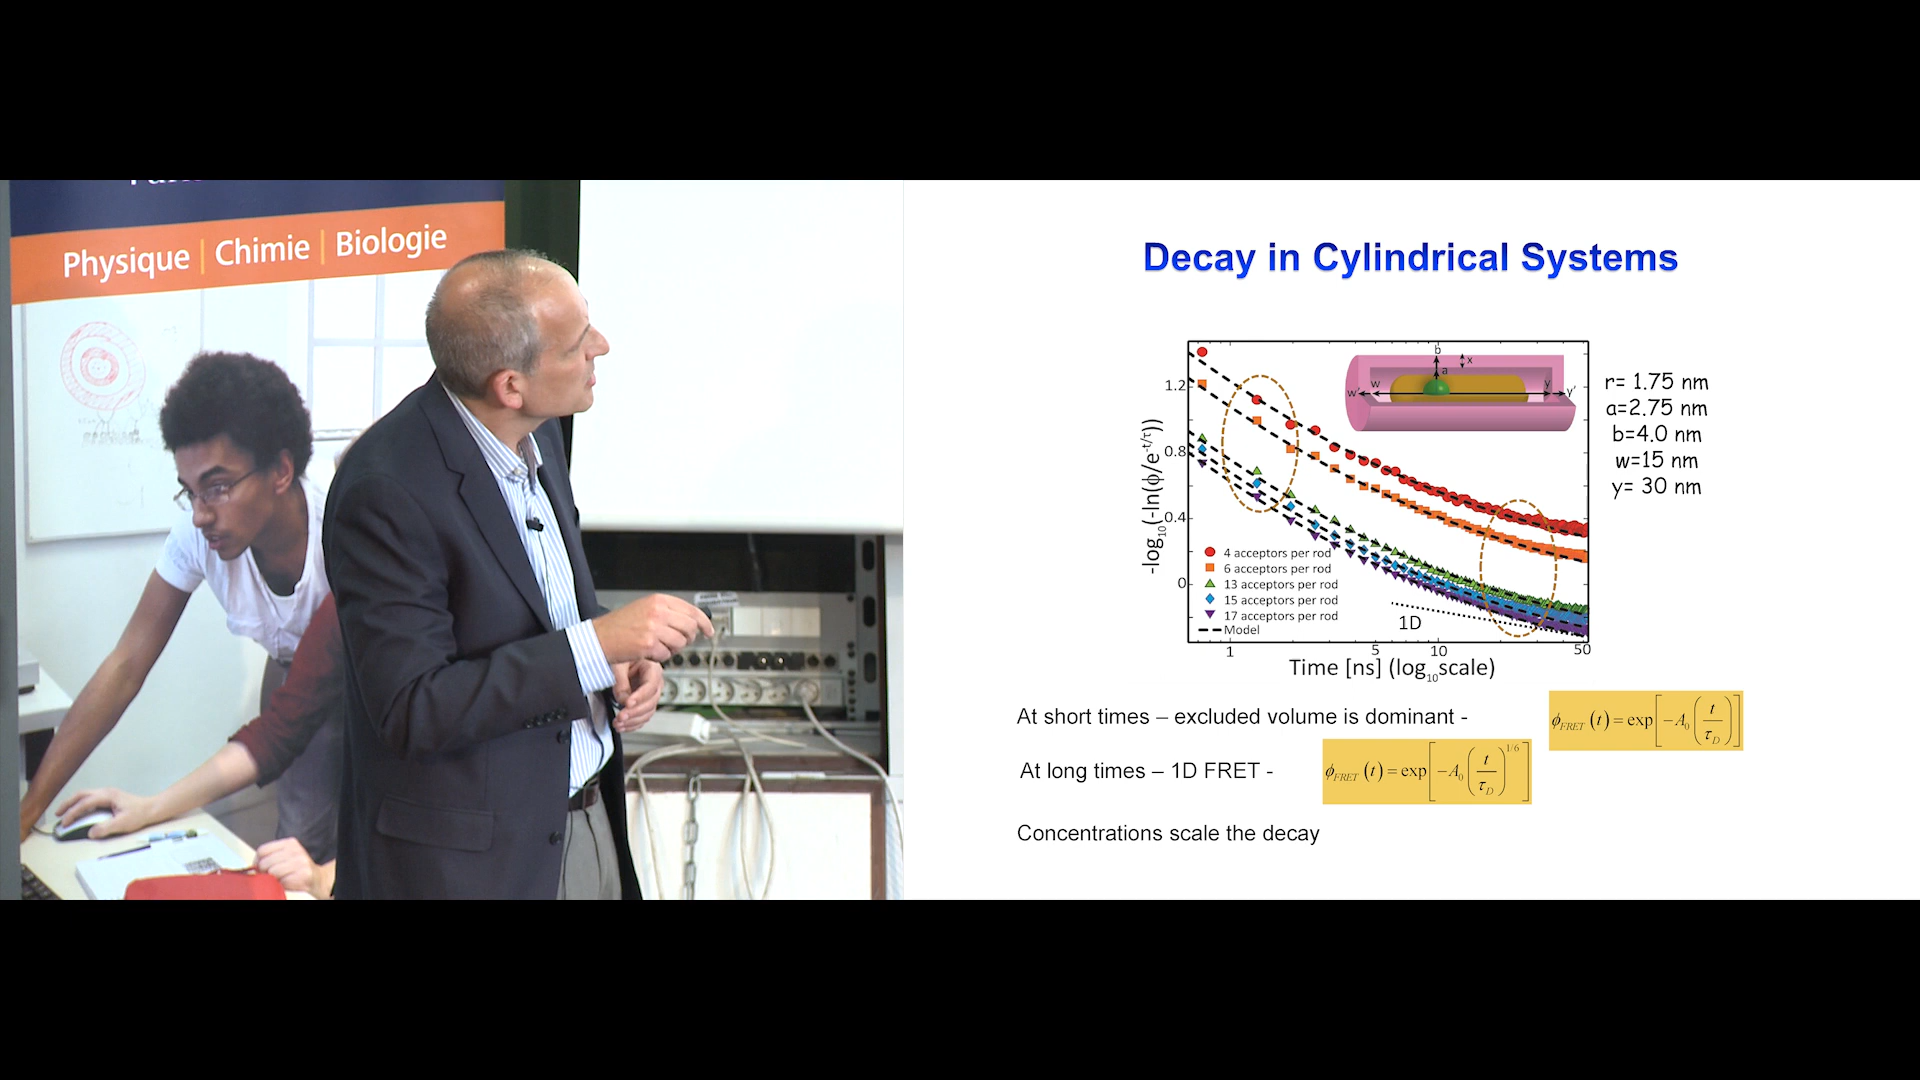 Physique | Chimie | Biologie
Decay in Cylindrical Systems
-log10(-ln(ϕ/e-t/τ))
1.2
0.8
0.4
0
b
x
a
w' w y y'
4 acceptors per rod
6 acceptors per rod
13 acceptors per rod
15 acceptors per rod
17 acceptors per rod
Model
1D
1 5 10 50
Time [ns] (log10scale)
r= 1.75 nm
a=2.75 nm
b=4.0 nm
w=15 nm
y= 30 nm
At short times – excluded volume is dominant -
ϕFRET (t) = exp[-A0(t/τD)]
At long times – 1D FRET -
ϕFRET (t) = exp[-A0(t/τD)1/6]
Concentrations scale the decay